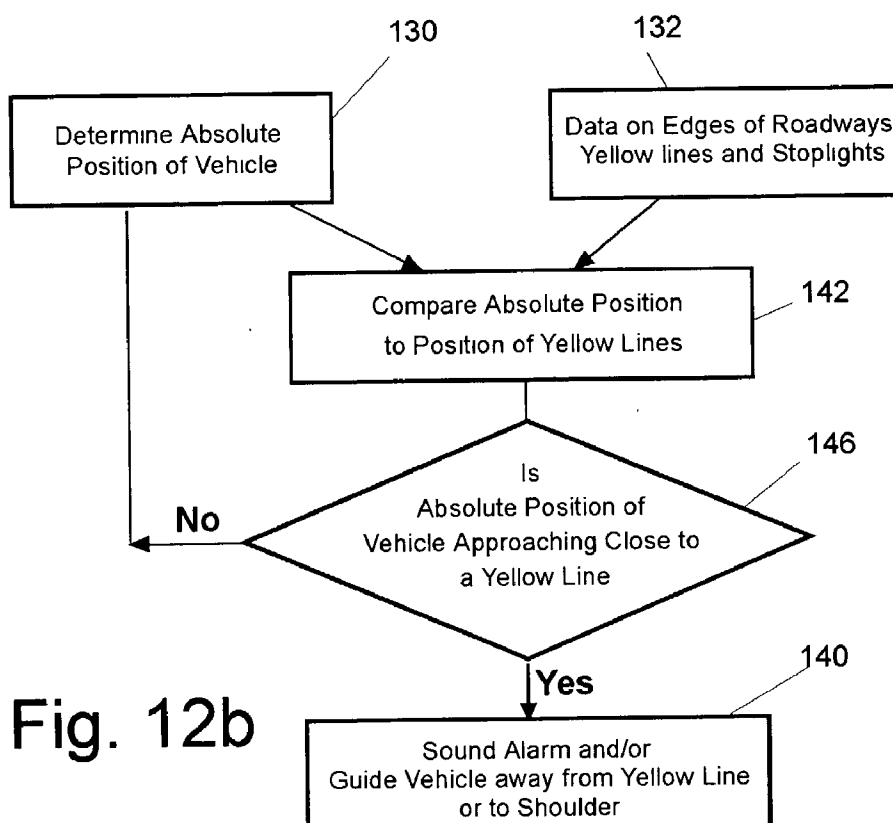 130
132
Determine Absolute
Position of Vehicle
Data on Edges of Roadways
Yellow lines and Stoplights
Compare Absolute Position
to Position of Yellow Lines
142
Is
Absolute Position of
Vehicle Approaching Close to
a Yellow Line
146
No
Yes
140
Fig. 12b
Sound Alarm and/or
Guide Vehicle away from Yellow Line
or to Shoulder